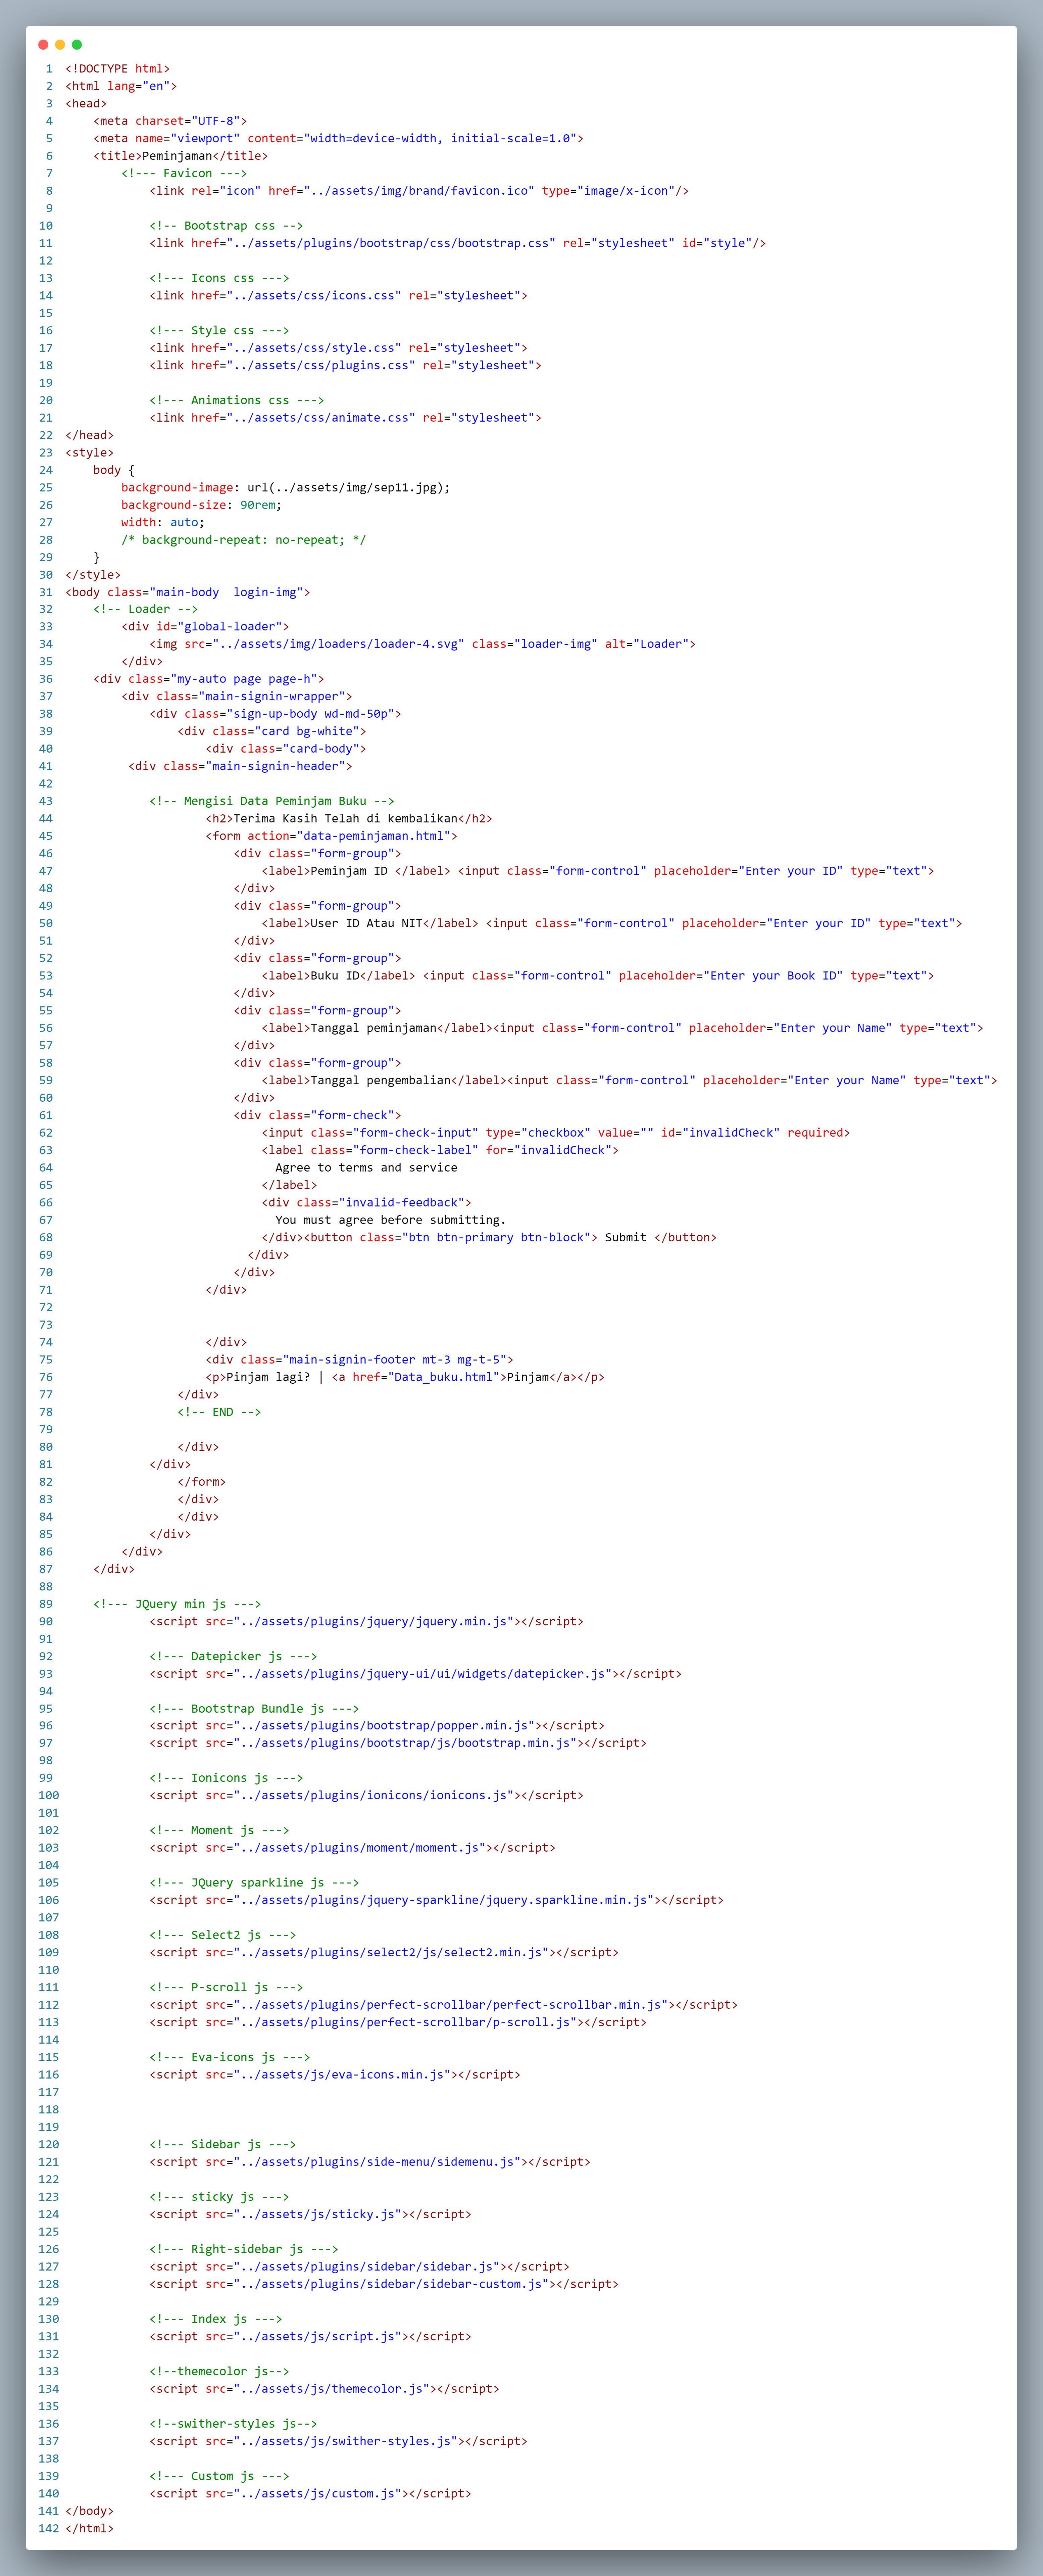 1 <!DOCTYPE html>
2 <html lang="en">
3 <head>
4     <meta charset="UTF-8">
5     <meta name="viewport" content="width=device-width, initial-scale=1.0">
6     <title>Peminjaman</title>
7         <!--- Favicon --->
8             <link rel="icon" href="../assets/img/brand/favicon.ico" type="image/x-icon"/>
9
10             <!-- Bootstrap css -->
11             <link href="../assets/plugins/bootstrap/css/bootstrap.css" rel="stylesheet" id="style"/>
12
13             <!--- Icons css --->
14             <link href="../assets/css/icons.css" rel="stylesheet">
15
16             <!--- Style css --->
17             <link href="../assets/css/style.css" rel="stylesheet">
18             <link href="../assets/css/plugins.css" rel="stylesheet">
19
20             <!--- Animations css --->
21             <link href="../assets/css/animate.css" rel="stylesheet">
22 </head>
23 <style>
24     body {
25         background-image: url(../assets/img/sep11.jpg);
26         background-size: 90rem;
27         width: auto;
28         /* background-repeat: no-repeat; */
29     }
30 </style>
31 <body class="main-body  login-img">
32     <!-- Loader -->
33         <div id="global-loader">
34             <img src="../assets/img/loaders/loader-4.svg" class="loader-img" alt="Loader">
35         </div>
36     <div class="my-auto page page-h">
37         <div class="main-signin-wrapper">
38             <div class="sign-up-body wd-md-50p">
39                 <div class="card bg-white">
40                     <div class="card-body">
41          <div class="main-signin-header">
42
43             <!-- Mengisi Data Peminjam Buku -->
44                     <h2>Terima Kasih Telah di kembalikan</h2>
45                     <form action="data-peminjaman.html">
46                         <div class="form-group">
47                             <label>Peminjam ID </label> <input class="form-control" placeholder="Enter your ID" type="text">
48                         </div>
49                         <div class="form-group">
50                             <label>User ID Atau NIT</label> <input class="form-control" placeholder="Enter your ID" type="text">
51                         </div>
52                         <div class="form-group">
53                             <label>Buku ID</label> <input class="form-control" placeholder="Enter your Book ID" type="text">
54                         </div>
55                         <div class="form-group">
56                             <label>Tanggal peminjaman</label><input class="form-control" placeholder="Enter your Name" type="text">
57                         </div>
58                         <div class="form-group">
59                             <label>Tanggal pengembalian</label><input class="form-control" placeholder="Enter your Name" type="text">
60                         </div>
61                         <div class="form-check">
62                             <input class="form-check-input" type="checkbox" value="" id="invalidCheck" required>
63                             <label class="form-check-label" for="invalidCheck">
64                               Agree to terms and service
65                             </label>
66                             <div class="invalid-feedback">
67                               You must agree before submitting.
68                             </div><button class="btn btn-primary btn-block"> Submit </button>
69                           </div>
70                         </div>
71                     </div>
72
73
74                     </div>
75                     <div class="main-signin-footer mt-3 mg-t-5">
76                     <p>Pinjam lagi? | <a href="Data_buku.html">Pinjam</a></p>
77                 </div>
78                 <!-- END -->
79
80                 </div>
81             </div>
82                 </form>
83                 </div>
84                 </div>
85             </div>
86         </div>
87     </div>
88
89     <!--- JQuery min js --->
90             <script src="../assets/plugins/jquery/jquery.min.js"></script>
91
92             <!--- Datepicker js --->
93             <script src="../assets/plugins/jquery-ui/ui/widgets/datepicker.js"></script>
94
95             <!--- Bootstrap Bundle js --->
96             <script src="../assets/plugins/bootstrap/popper.min.js"></script>
97             <script src="../assets/plugins/bootstrap/js/bootstrap.min.js"></script>
98
99             <!--- Ionicons js --->
100             <script src="../assets/plugins/ionicons/ionicons.js"></script>
101
102             <!--- Moment js --->
103             <script src="../assets/plugins/moment/moment.js"></script>
104
105             <!--- JQuery sparkline js --->
106             <script src="../assets/plugins/jquery-sparkline/jquery.sparkline.min.js"></script>
107
108             <!--- Select2 js --->
109             <script src="../assets/plugins/select2/js/select2.min.js"></script>
110
111             <!--- P-scroll js --->
112             <script src="../assets/plugins/perfect-scrollbar/perfect-scrollbar.min.js"></script>
113             <script src="../assets/plugins/perfect-scrollbar/p-scroll.js"></script>
114
115             <!--- Eva-icons js --->
116             <script src="../assets/js/eva-icons.min.js"></script>
117
118
119
120             <!--- Sidebar js --->
121             <script src="../assets/plugins/side-menu/sidemenu.js"></script>
122
123             <!--- sticky js --->
124             <script src="../assets/js/sticky.js"></script>
125
126             <!--- Right-sidebar js --->
127             <script src="../assets/plugins/sidebar/sidebar.js"></script>
128             <script src="../assets/plugins/sidebar/sidebar-custom.js"></script>
129
130             <!--- Index js --->
131             <script src="../assets/js/script.js"></script>
132
133             <!--themecolor js-->
134             <script src="../assets/js/themecolor.js"></script>
135
136             <!--swither-styles js-->
137             <script src="../assets/js/swither-styles.js"></script>
138
139             <!--- Custom js --->
140             <script src="../assets/js/custom.js"></script>
141 </body>
142 </html>